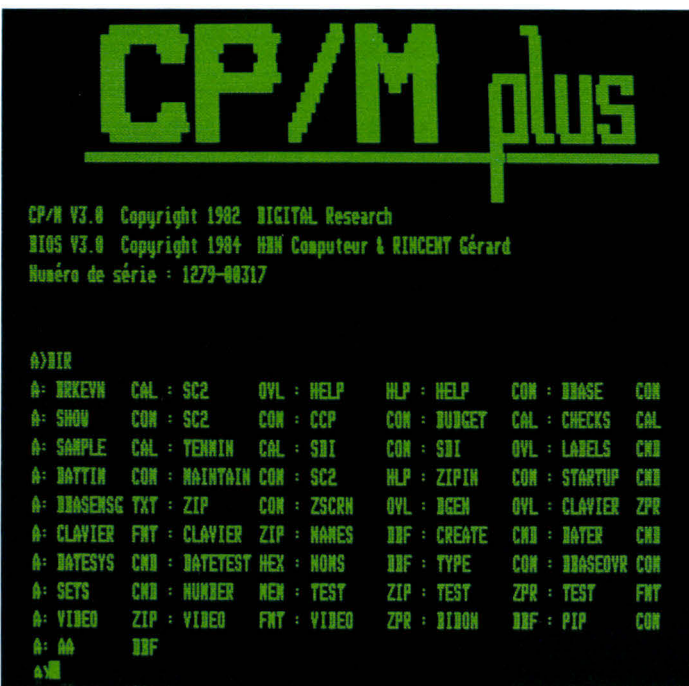 CP/M plus
CP/M V3.0 Copyright 1982 DIGITAL Research
BIOS V3.0 Copyright 1984 HBN Computeur & RINCENT Gérard
Numéro de série : 1279-00317
A>DIR
A: BRKEVN CAL : SC2 OVL : HELP HLP : HELP COM : DBASE COM
A: SHOW COM : SC2 COM : CCP COM : BUDGET CAL : CHECKS CAL
A: SAMPLE CAL : TENMIN CAL : SDI COM : SDI OVL : LABELS CMD
A: DATTIM COM : MAINTAIN COM : SC2 HLP : ZIPIN COM : STARTUP CMD
A: DBASEMSG TXT : ZIP COM : ZSCRN OVL : DGEN OVL : CLAVIER ZPR
A: CLAVIER FMT : CLAVIER ZIP : NAMES DBF : CREATE CMD : DATER CMD
A: DATESYS CMD : DATETEST HEX : NOMS DBF : TYPE COM : DBASEOVR COM
A: SETS CMD : NUMBER MEM : TEST ZIP : TEST ZPR : TEST FMT
A: VIDEO ZIP : VIDEO FMT : VIDEO ZPR : BIDON DBF : PIP COM
A: AA DBF
A>